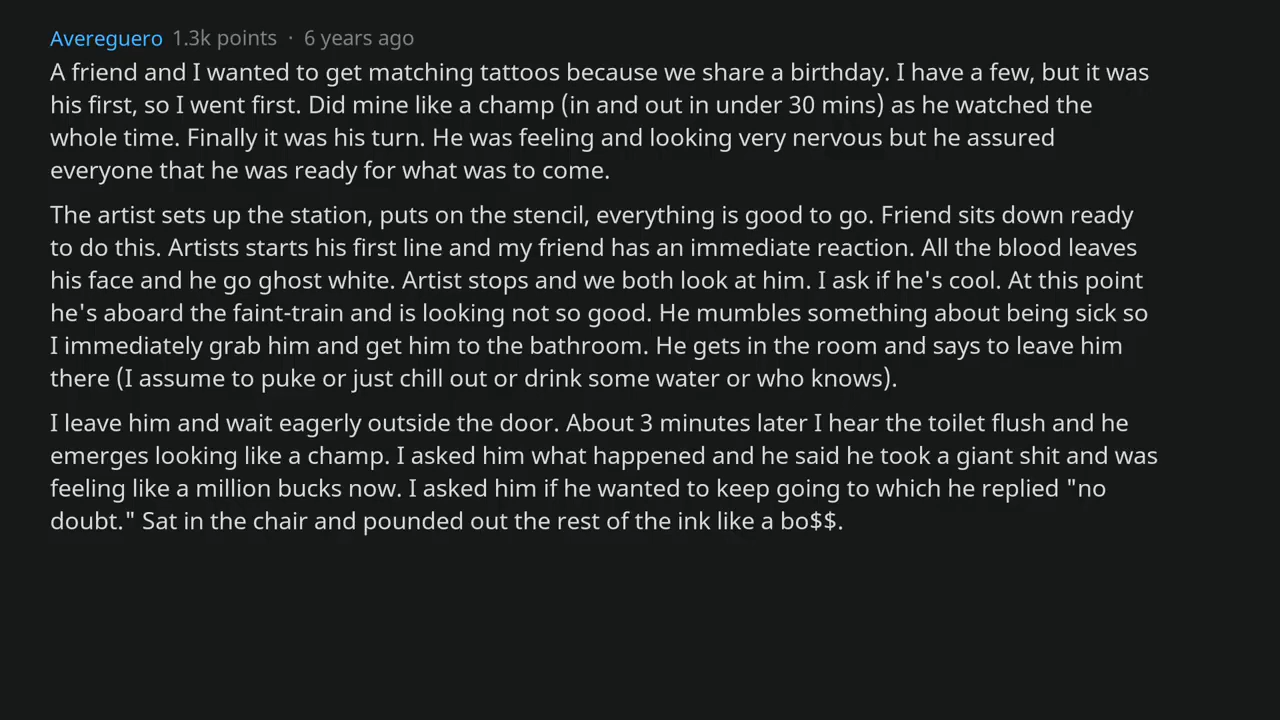 Avereguero 1.3k points · 6 years ago
A friend and I wanted to get matching tattoos because we share a birthday. I have a few, but it was
his first, so I went first. Did mine like a champ (in and out in under 30 mins) as he watched the
whole time. Finally it was his turn. He was feeling and looking very nervous but he assured
everyone that he was ready for what was to come.
The artist sets up the station, puts on the stencil, everything is good to go. Friend sits down ready
to do this. Artists starts his first line and my friend has an immediate reaction. All the blood leaves
his face and he go ghost white. Artist stops and we both look at him. I ask if he's cool. At this point
he's aboard the faint-train and is looking not so good. He mumbles something about being sick so
I immediately grab him and get him to the bathroom. He gets in the room and says to leave him
there (I assume to puke or just chill out or drink some water or who knows).
I leave him and wait eagerly outside the door. About 3 minutes later I hear the toilet flush and he
emerges looking like a champ. I asked him what happened and he said he took a giant shit and was
feeling like a million bucks now. I asked him if he wanted to keep going to which he replied "no
doubt." Sat in the chair and pounded out the rest of the ink like a bo$$.